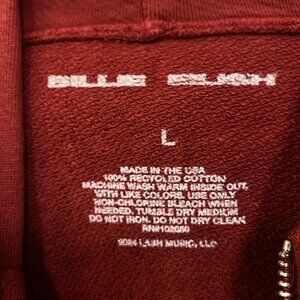 BILLIE EILISH
L
MADE IN THE USA
100% RECYCLED COTTON
MACHINE WASH WARM INSIDE OUT,
WITH LIKE COLORS. USE ONLY
NON-CHLORINE BLEACH WHEN
NEEDED. TUMBLE DRY MEDIUM
DO NOT IRON. DO NOT DRY CLEAN
2024 LASH MUSIC, LLC